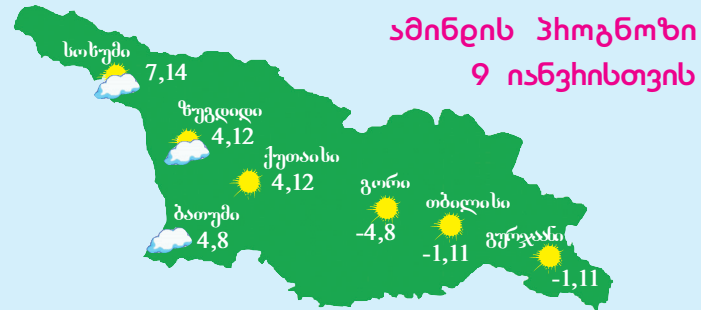 ამინდის პროგნოზი
9 იანვრისთვის
სოხუმი
7,14
ზუგდიდი
4,12
ქუთაისი
4,12
გორი
-4,8
თბილისი
-1,11
ბათუმი
4,8
გურჯაანი
-1,11